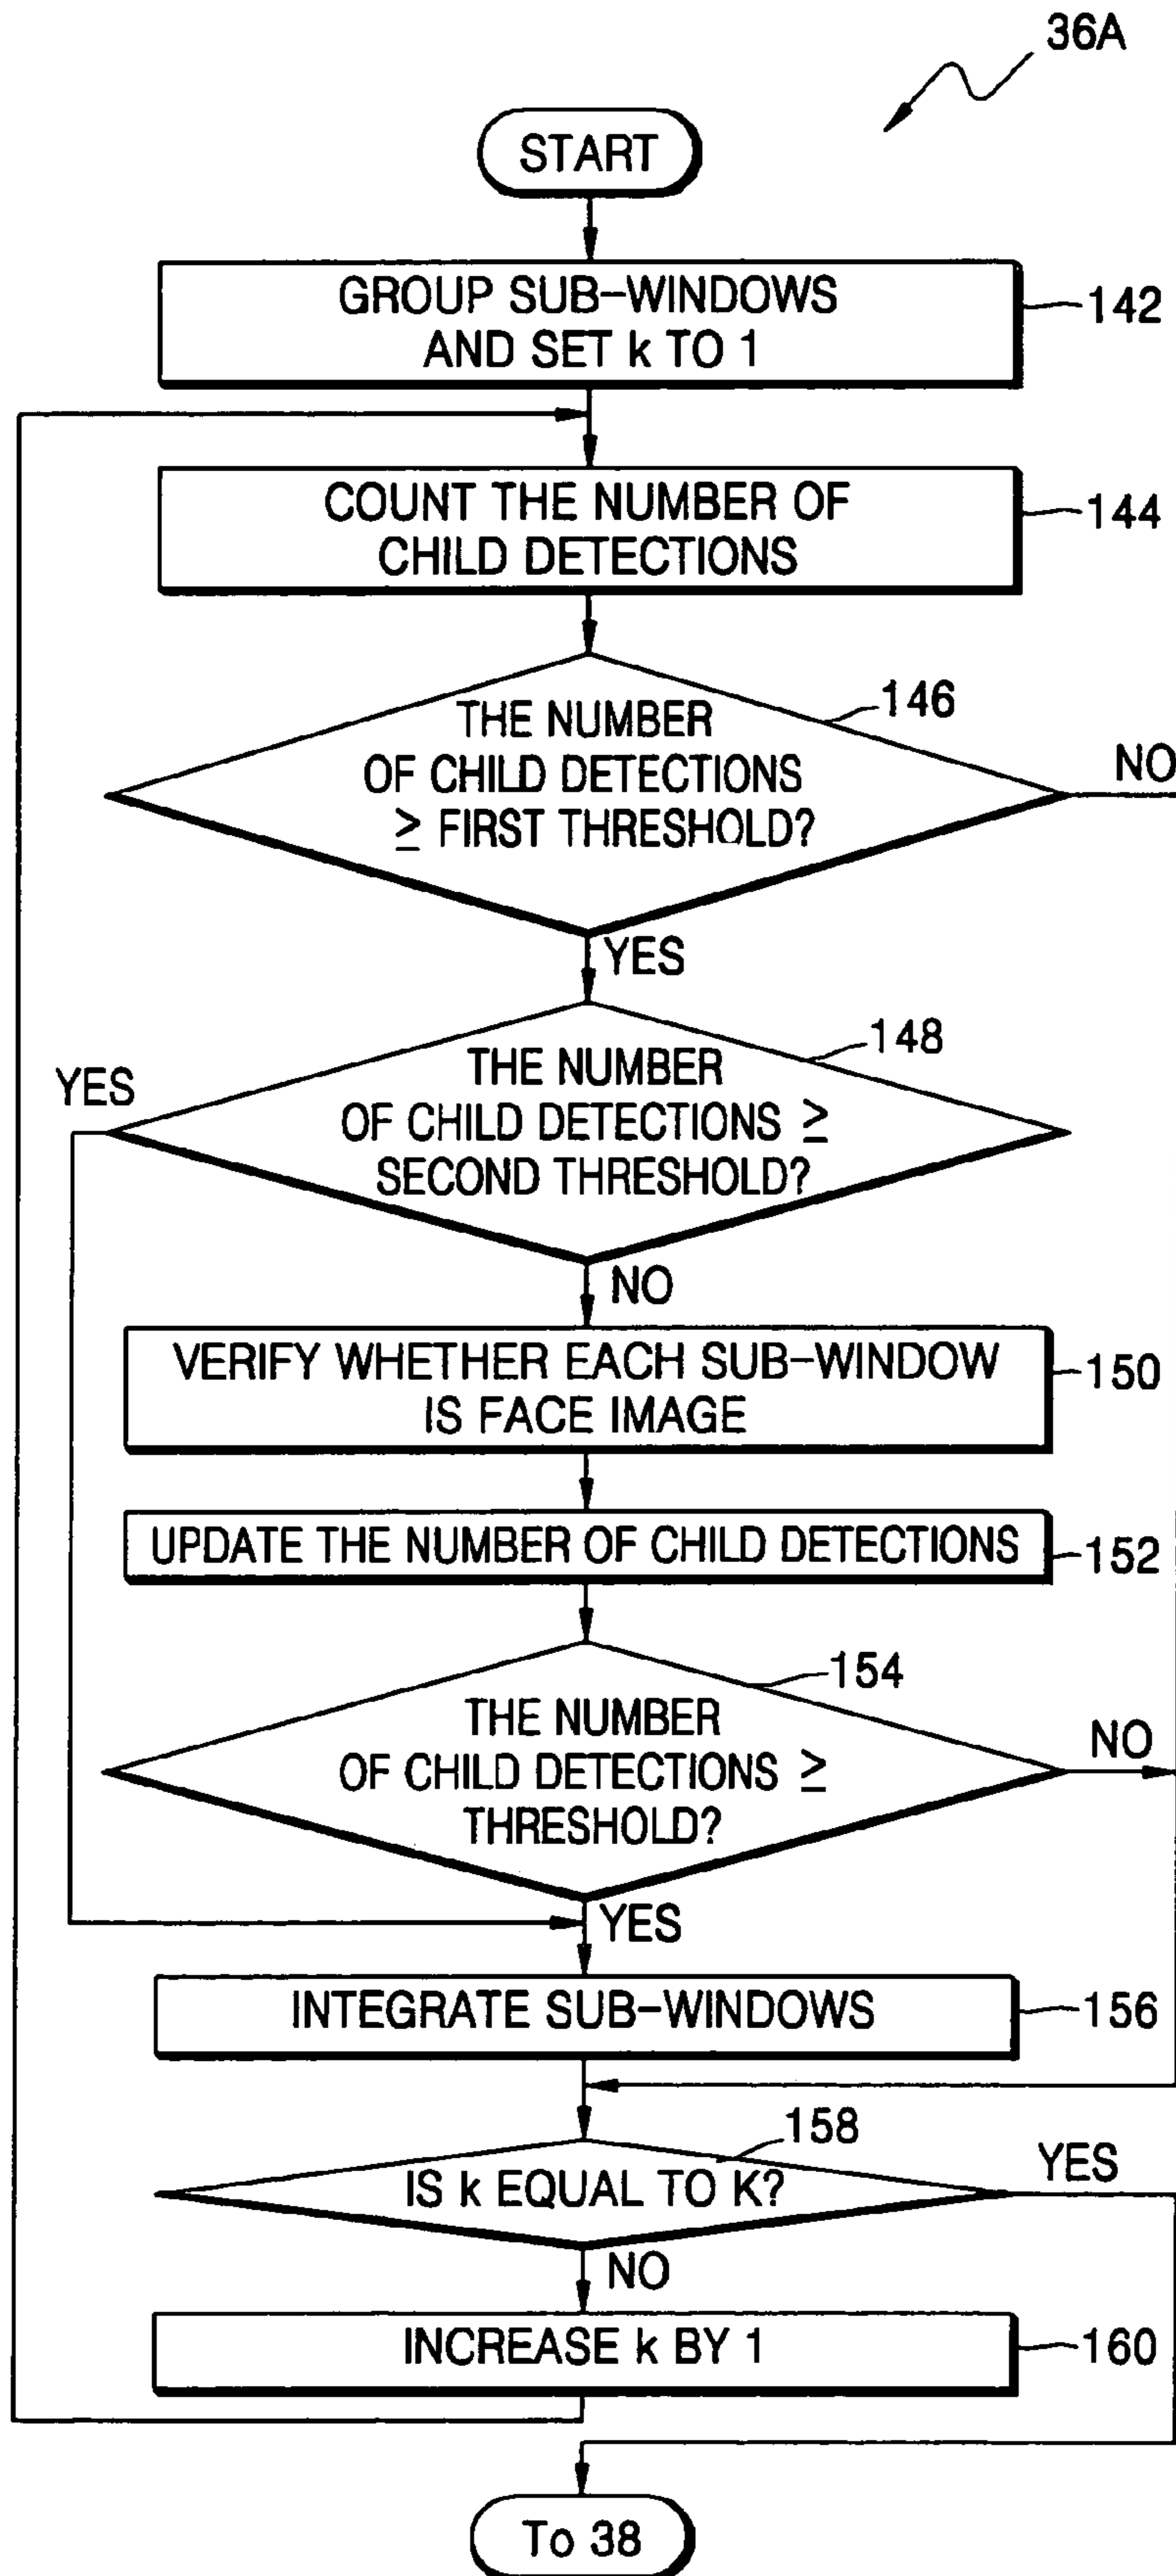 36A
START
GROUP SUB-WINDOWS
AND SET k TO 1
142
COUNT THE NUMBER OF
CHILD DETECTIONS
144
146
THE NUMBER
OF CHILD DETECTIONS
≥ FIRST THRESHOLD?
NO
YES
148
THE NUMBER
OF CHILD DETECTIONS ≥
SECOND THRESHOLD?
YES
NO
VERIFY WHETHER EACH SUB-WINDOW
IS FACE IMAGE
150
UPDATE THE NUMBER OF CHILD DETECTIONS
152
154
THE NUMBER
OF CHILD DETECTIONS ≥
THRESHOLD?
NO
YES
INTEGRATE SUB-WINDOWS
156
158
IS k EQUAL TO K?
YES
NO
INCREASE k BY 1
160
To 38